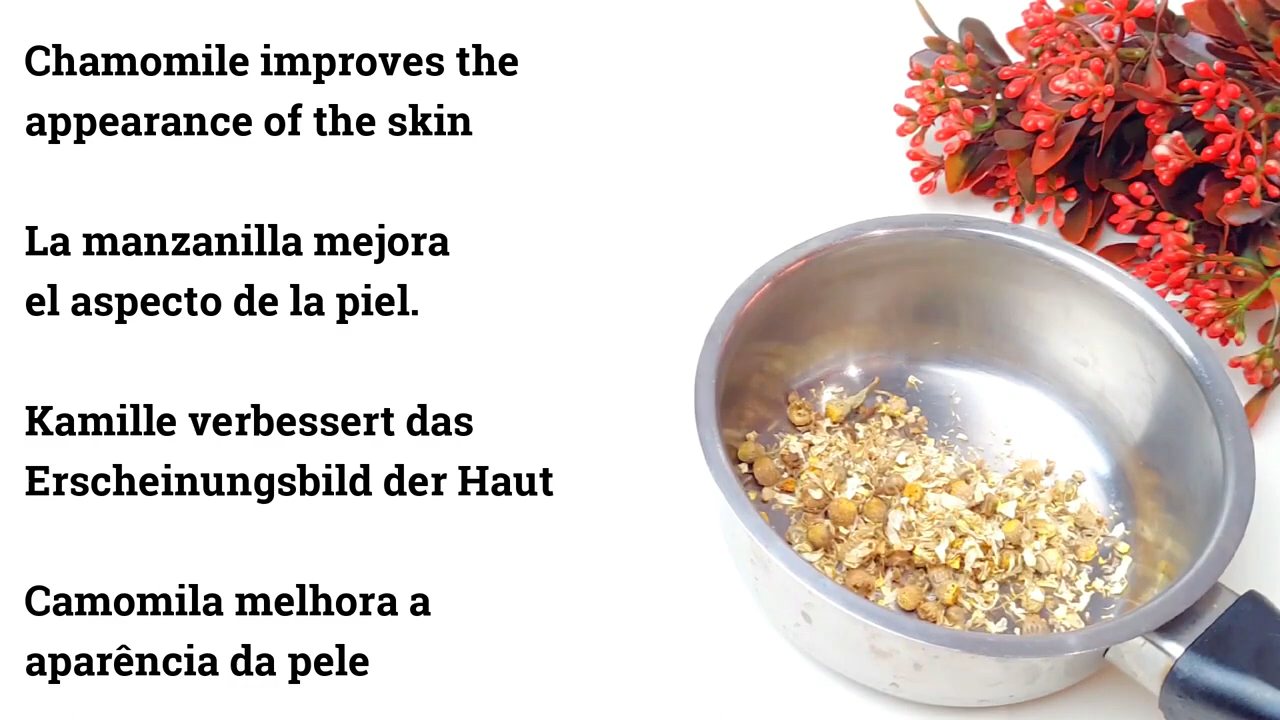 Chamomile improves the
appearance of the skin
La manzanilla mejora
el aspecto de la piel.
Kamille verbessert das
Erscheinungsbild der Haut
Camomila melhora a
aparência da pele